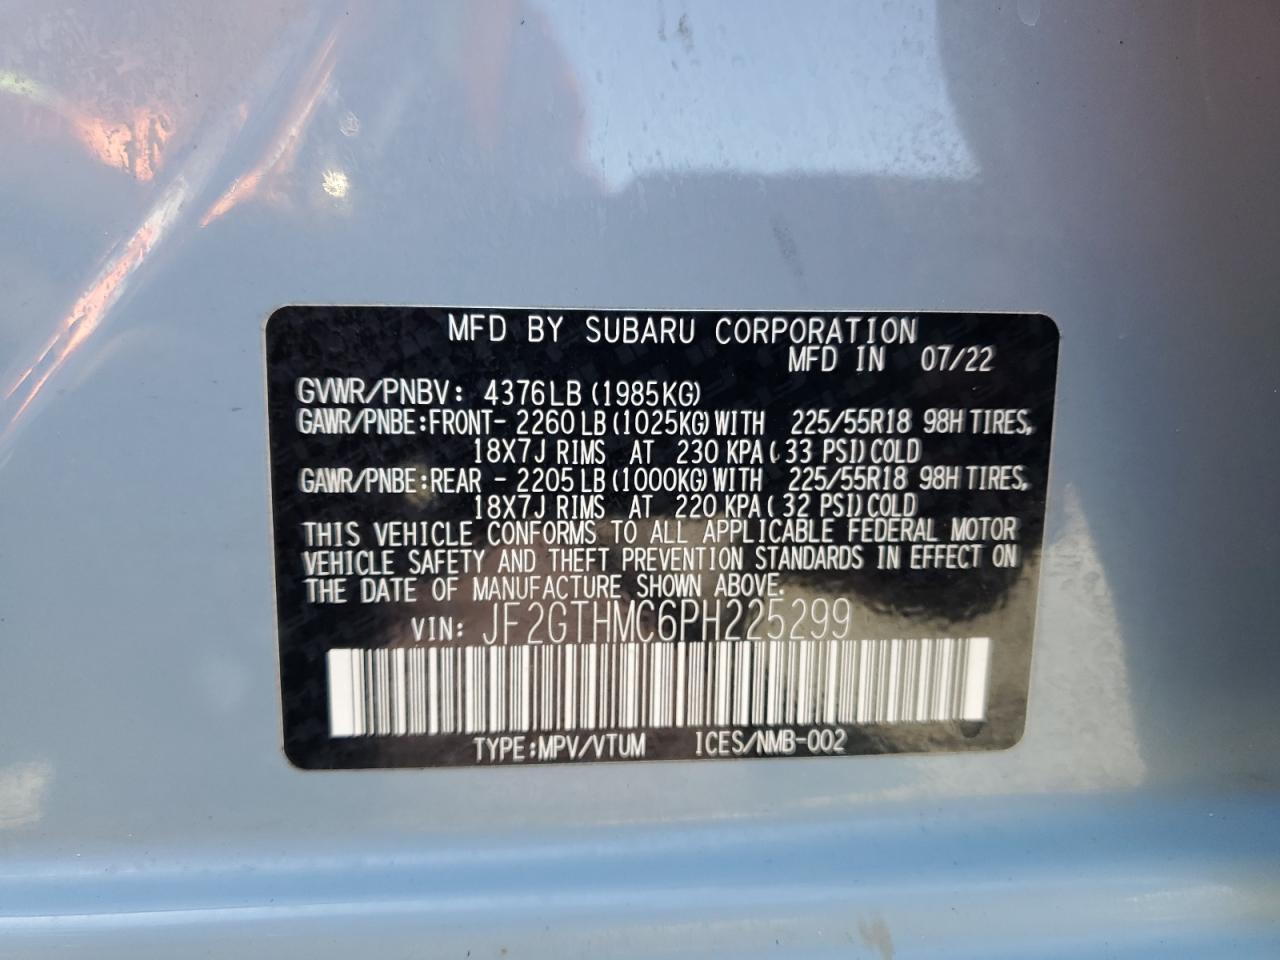 MFD BY SUBARU CORPORATION
MFD IN 07/22
GVWR/PNBV: 4376LB (1985KG)
GAWR/PNBE:FRONT- 2260 LB (1025KG) WITH 225/55R18 98H TIRES,
18X7J RIMS AT 230 KPA ( 33 PSI) COLD
GAWR/PNBE:REAR - 2205 LB (1000KG) WITH 225/55R18 98H TIRES,
18X7J RIMS AT 220 KPA ( 32 PSI) COLD
THIS VEHICLE CONFORMS TO ALL APPLICABLE FEDERAL MOTOR
VEHICLE SAFETY AND THEFT PREVENTION STANDARDS IN EFFECT ON
THE DATE OF MANUFACTURE SHOWN ABOVE.
VIN: JF2GTHMC6PH225299
TYPE:MPV/VTUM ICES/NMB-002